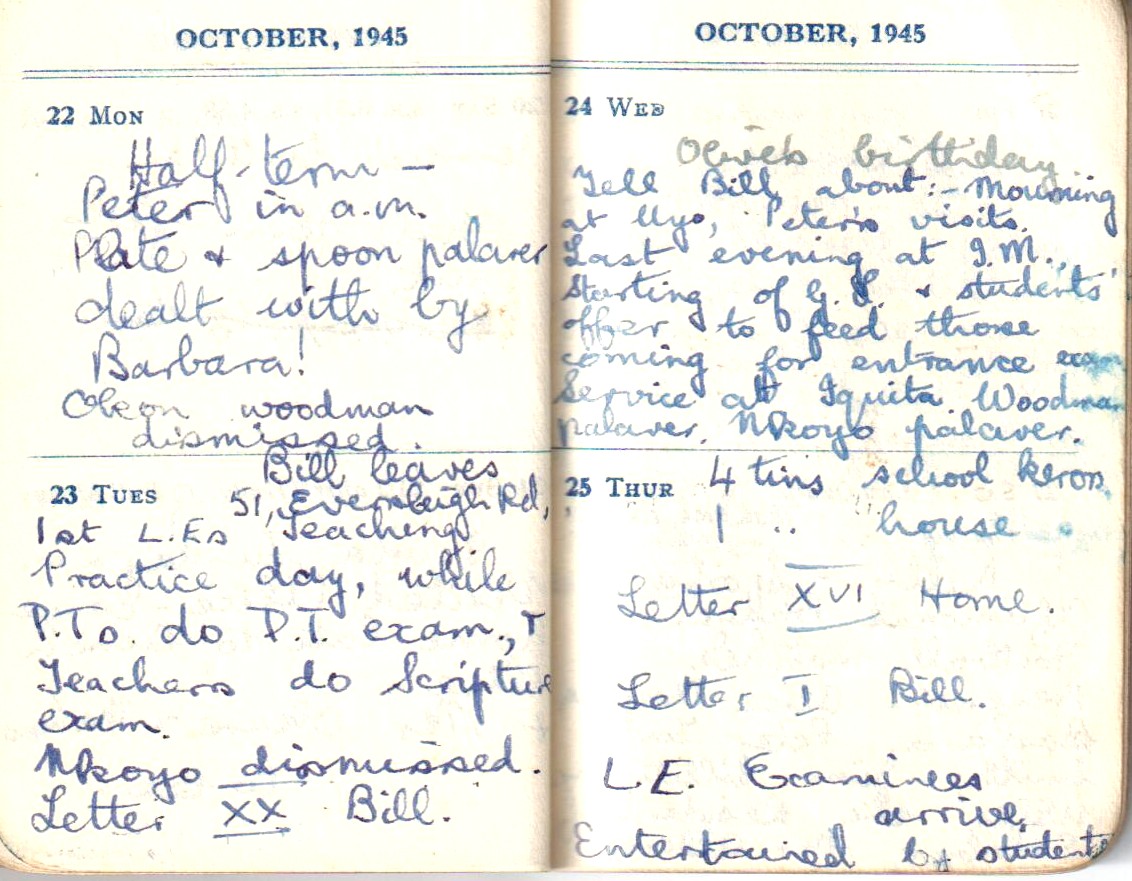 OCTOBER, 1945
22 MON
Half-term —
Peter in a.m.
Plate & spoon palaver
dealt with by
Barbara!
woodman
dismissed.
Bill leaves
23 TUES 51, Eversleigh Rd,
1st L.Es Teaching
Practice day, while
P.Ts. do P.T. exam.,
Teachers do Scripture
exam.
Nkoyo dismissed.
Letter XX Bill.
OCTOBER, 1945
24 WED
Olive's birthday.
Tell Bill about:- Mourning
at Uyo, Peter's visits.
Last evening at I.M.,
Starting of G.L. & students'
offer to feed those
coming for entrance exam
Service at Iquita. Woodman
palaver. Nkoyo palaver.
25 THUR 4 tins school keros.
1 .. house
Letter XVI Home.
Letter I Bill.
L.E. Examinees
arrive,
Entertained by students